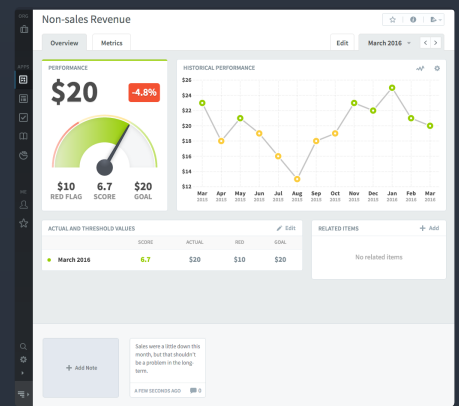 Non-sales Revenue
Overview
Metrics
Edit
March 2016
PERFORMANCE
$20
-4.8%
$10
RED FLAG
6.7
SCORE
$20
GOAL
HISTORICAL PERFORMANCE
$26
$24
$22
$20
$18
$16
$14
$12
Mar Apr May Jun Jul Aug Sep Oct Nov Dec Jan Feb Mar
2015 2015 2015 2015 2015 2015 2015 2015 2015 2015 2016 2016 2016
ACTUAL AND THRESHOLD VALUES
Edit
SCORE ACTUAL RED GOAL
March 2016 6.7 $20 $10 $20
RELATED ITEMS
+ Add
No related items
+ Add Note
Sales were a little down this
month, but that shouldn't
be a problem in the long-
term.
A FEW SECONDS AGO 0